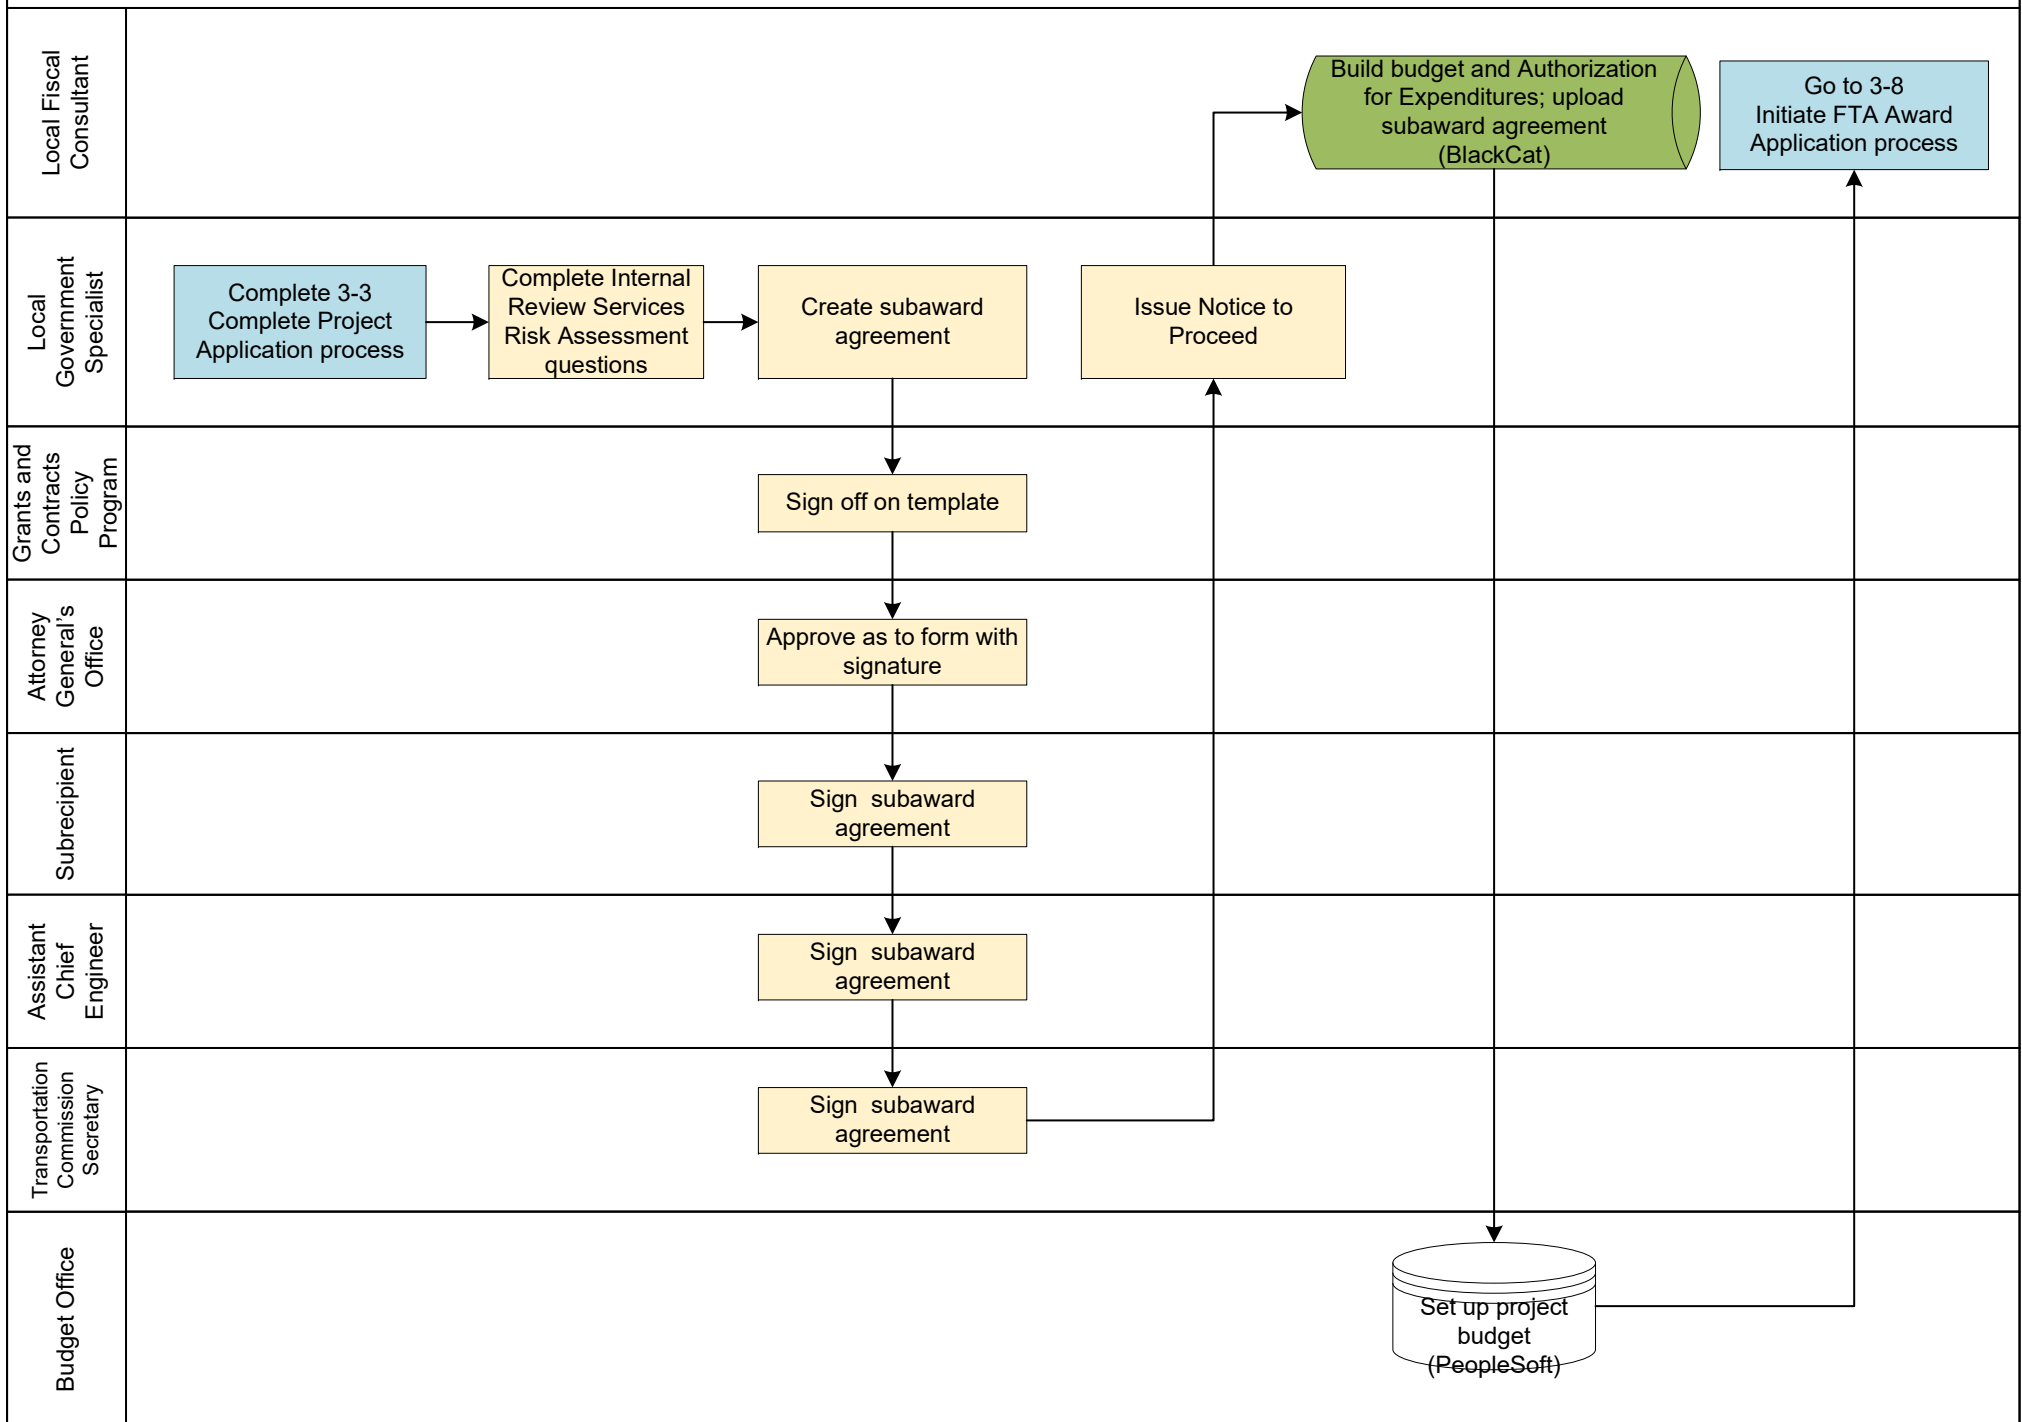 Local Fiscal
Consultant
Build budget and Authorization
for Expenditures; upload
subaward agreement
(BlackCat)
Go to 3-8
Initiate FTA Award
Application process
Local
Government
Specialist
Complete 3-3
Complete Project
Application process
Complete Internal
Review Services
Risk Assessment
questions
Create subaward
agreement
Issue Notice to
Proceed
Grants and
Contracts
Policy
Program
Sign off on template
Attorney
General’s
Office
Approve as to form with
signature
Subrecipient
Sign  subaward
agreement
Assistant
Chief
Engineer
Sign  subaward
agreement
Transportation
Commission
Secretary
Sign  subaward
agreement
Budget Office
Set up project
budget
(PeopleSoft)